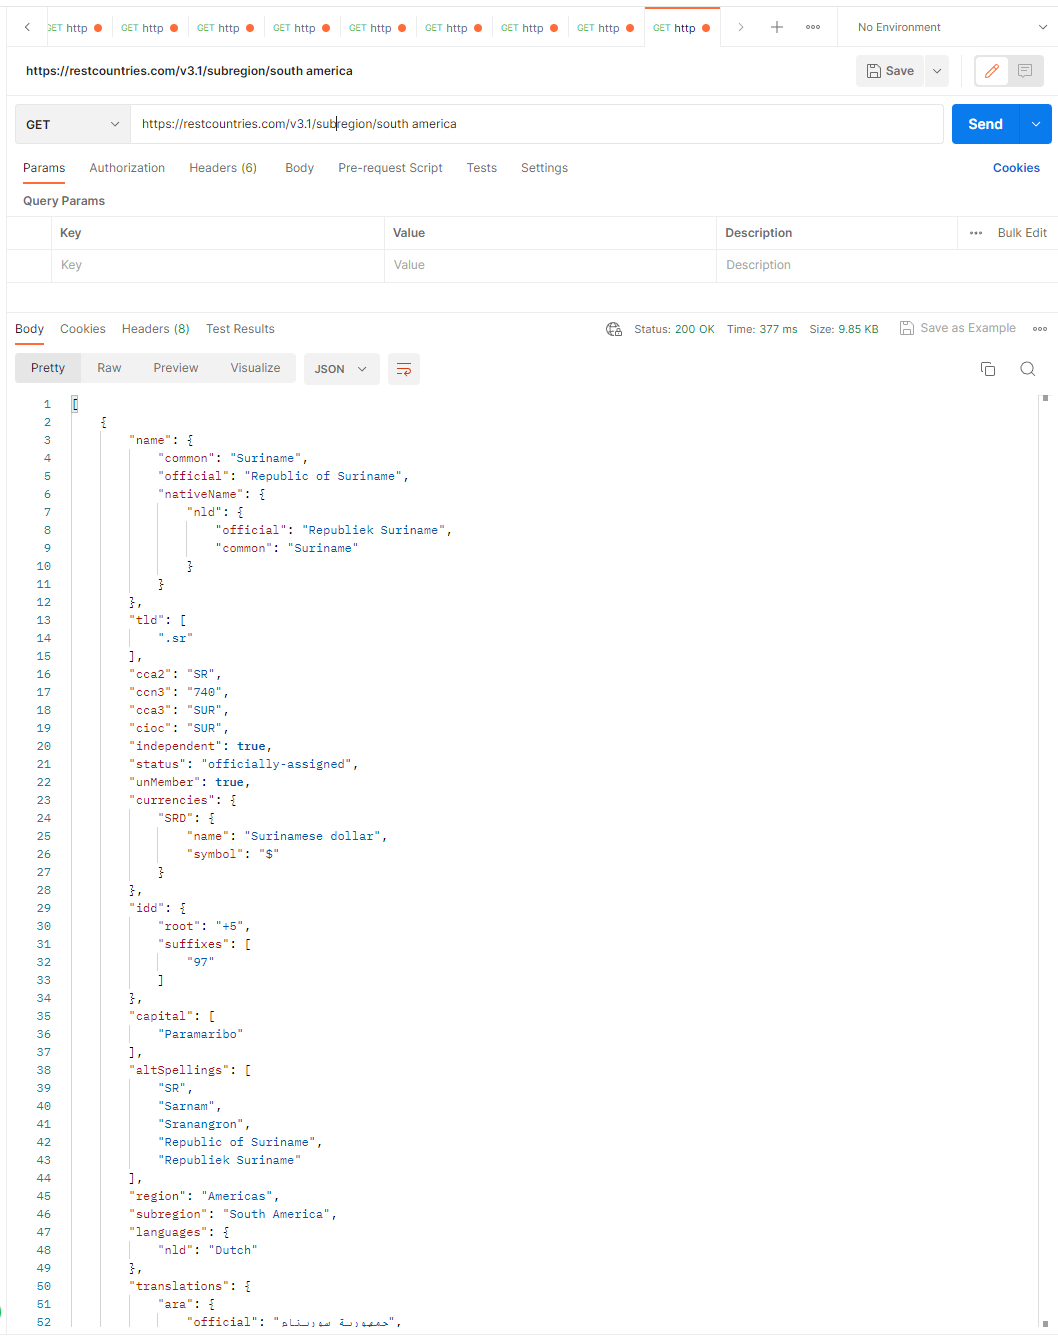 GET http GET http GET http GET http GET http GET http GET http GET http GET http No Environment
https://restcountries.com/v3.1/subregion/south america Save
GET https://restcountries.com/v3.1/subregion/south america Send
Params Authorization Headers (6) Body Pre-request Script Tests Settings Cookies
Query Params
Key Value Description Bulk Edit
Key Value Description
Body Cookies Headers (8) Test Results Status: 200 OK Time: 377 ms Size: 9.85 KB Save as Example
Pretty Raw Preview Visualize JSON
1 [
2 {
3 "name": {
4 "common": "Suriname",
5 "official": "Republic of Suriname",
6 "nativeName": {
7 "nld": {
8 "official": "Republiek Suriname",
9 "common": "Suriname"
10 }
11 }
12 },
13 "tld": [
14 ".sr"
15 ],
16 "cca2": "SR",
17 "ccn3": "740",
18 "cca3": "SUR",
19 "cioc": "SUR",
20 "independent": true,
21 "status": "officially-assigned",
22 "unMember": true,
23 "currencies": {
24 "SRD": {
25 "name": "Surinamese dollar",
26 "symbol": "$"
27 }
28 },
29 "idd": {
30 "root": "+5",
31 "suffixes": [
32 "97"
33 ]
34 },
35 "capital": [
36 "Paramaribo"
37 ],
38 "altSpellings": [
39 "SR",
40 "Sarnam",
41 "Sranangron",
42 "Republic of Suriname",
43 "Republiek Suriname"
44 ],
45 "region": "Americas",
46 "subregion": "South America",
47 "languages": {
48 "nld": "Dutch"
49 },
50 "translations": {
51 "ara": {
52 "official": "جمهورية سورينام",